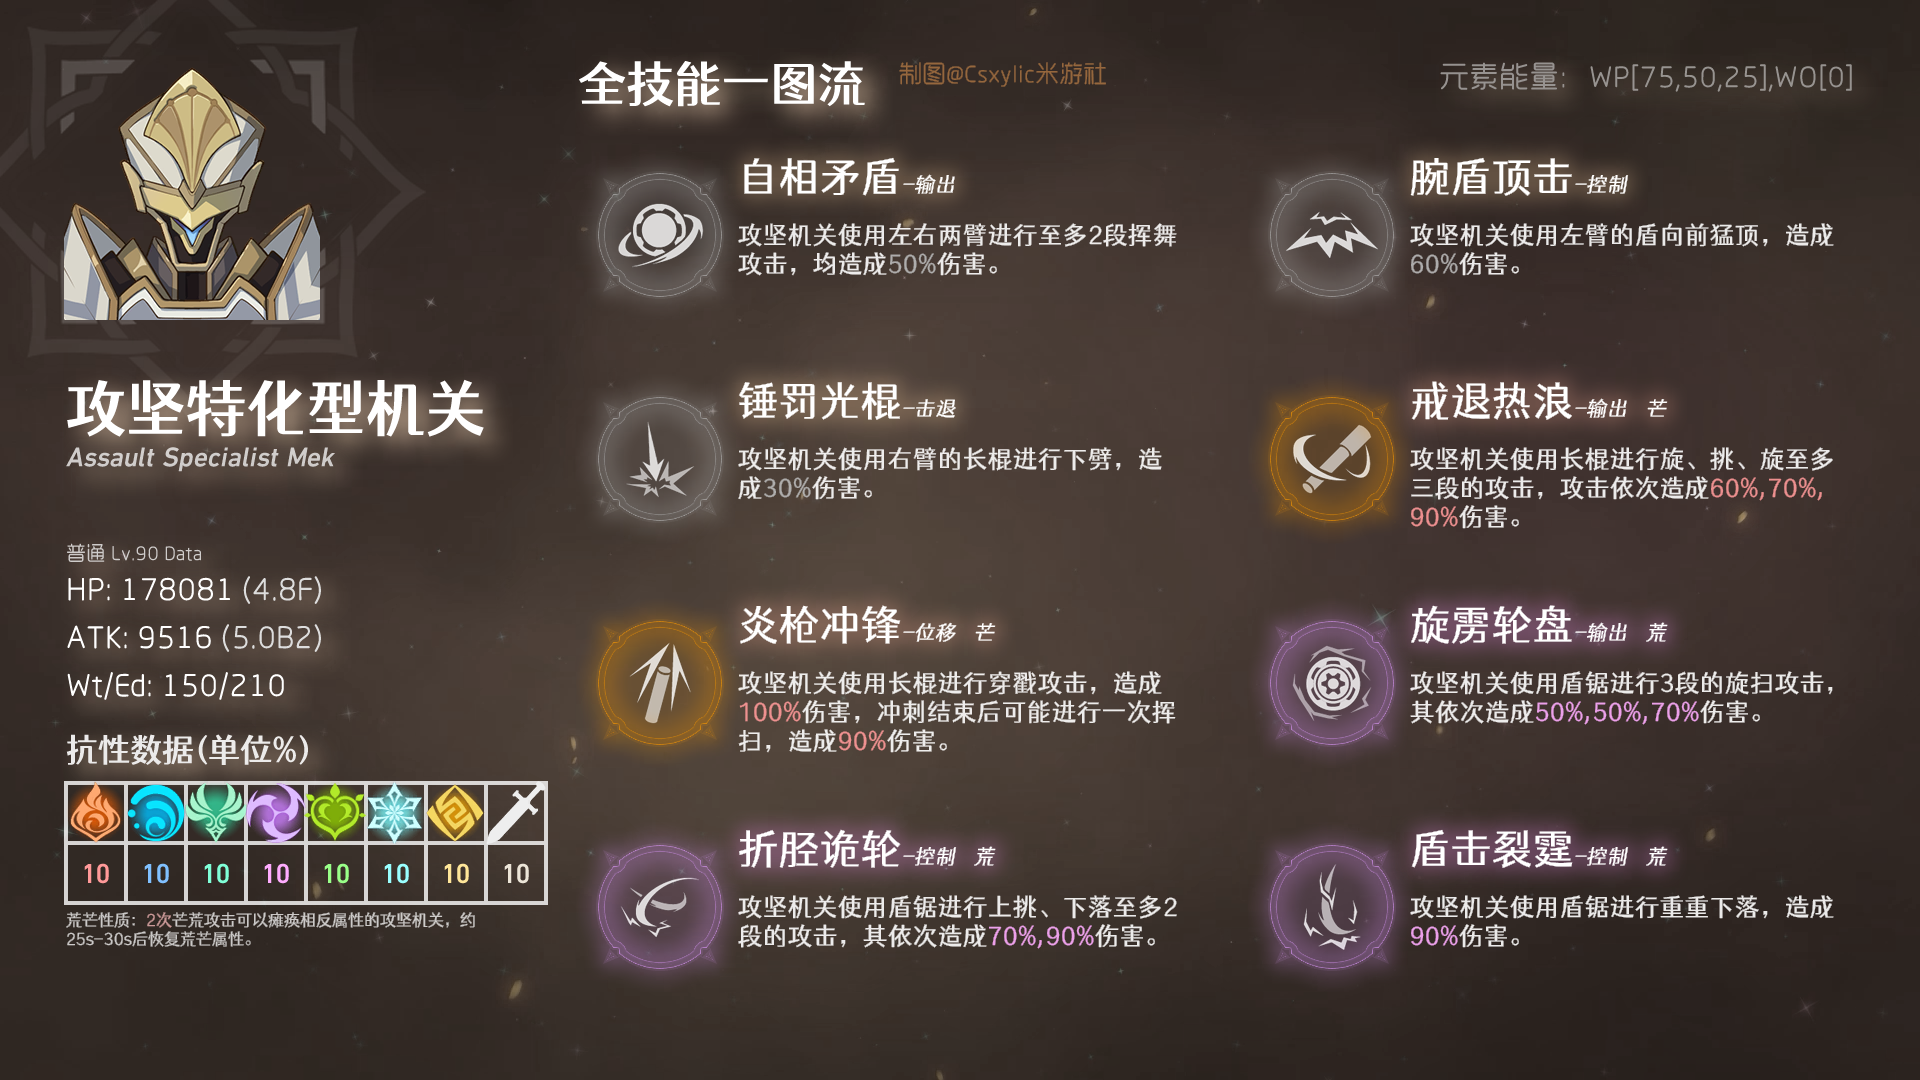 全技能一图流
制图@Csxylic米游社
元素能量: WP[75,50,25],WO[0]
攻坚特化型机关
Assault Specialist Mek
普通 Lv.90 Data
HP: 178081 (4.8F)
ATK: 9516 (5.0B2)
Wt/Ed: 150/210
抗性数据(单位%)
10 10 10 10 10 10 10 10
荒芒性质: 2次芒荒攻击可以瘫痪相反属性的攻坚机关，约
25s-30s后恢复荒芒属性。
自相矛盾-输出
攻坚机关使用左右两臂进行至多2段挥舞
攻击，均造成50%伤害。
腕盾顶击-控制
攻坚机关使用左臂的盾向前猛顶，造成
60%伤害。
锤罚光棍-击退
攻坚机关使用右臂的长棍进行下劈，造
成30%伤害。
戒退热浪-输出 芒
攻坚机关使用长棍进行旋、挑、旋至多
三段的攻击，攻击依次造成60%,70%,
90%伤害。
炎枪冲锋-位移 芒
攻坚机关使用长棍进行穿戳攻击，造成
100%伤害，冲刺结束后可能进行一次挥
扫，造成90%伤害。
旋雳轮盘-输出 荒
攻坚机关使用盾锯进行3段的旋扫攻击，
其依次造成50%,50%,70%伤害。
折胫诡轮-控制 荒
攻坚机关使用盾锯进行上挑、下落至多2
段的攻击，其依次造成70%,90%伤害。
盾击裂霆-控制 荒
攻坚机关使用盾锯进行重重下落，造成
90%伤害。